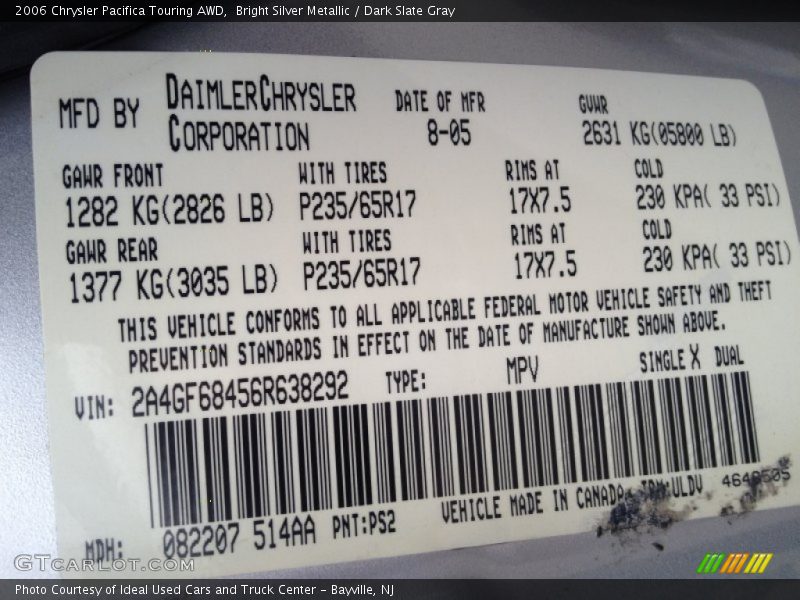 2006 Chrysler Pacifica Touring AWD,  Bright Silver Metallic / Dark Slate Gray
MFD BY DAIMLERCHRYSLER CORPORATION DATE OF MFR 8-05 GVWR 2631 KG(05800 LB)
GAWR FRONT WITH TIRES RIMS AT COLD
1282 KG(2826 LB) P235/65R17 17X7.5 230 KPA( 33 PSI)
GAWR REAR WITH TIRES RIMS AT COLD
1377 KG(3035 LB) P235/65R17 17X7.5 230 KPA( 33 PSI)
THIS VEHICLE CONFORMS TO ALL APPLICABLE FEDERAL MOTOR VEHICLE SAFETY AND THEFT
PREVENTION STANDARDS IN EFFECT ON THE DATE OF MANUFACTURE SHOWN ABOVE.
VIN: 2A4GF68456R638292 TYPE: MPV SINGLE X DUAL
VEHICLE MADE IN CANADA TRM:ULDV
MDH: 082207 514AA PNT:PS2
GTCARLOT.COM
Photo Courtesy of Ideal Used Cars and Truck Center - Bayville, NJ